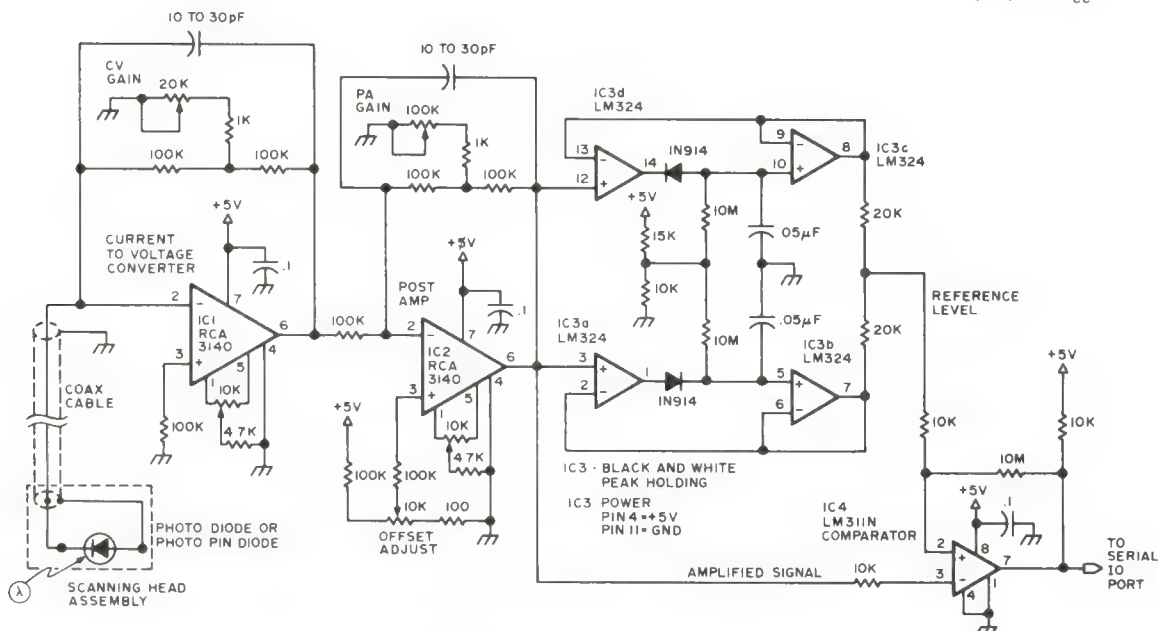 CC
10 TO 30pF
CV
GAIN
20K
1K
100K
100K
+5V
.1
CURRENT
TO VOLTAGE
CONVERTER
2
-
7
IC1
RCA
3140
6
3
+
1
5
4
10K
47K
100K
COAX
CABLE
PHOTO DIODE OR
PHOTO PIN DIODE
λ
SCANNING HEAD
ASSEMBLY
10 TO 30pF
PA
GAIN
100K
1K
100K
100K
+5V
.1
POST
AMP
100K
2
-
7
IC2
RCA
3140
6
3
+
1
5
4
10K
47K
+5V
100K
100K
10K
100
OFFSET
ADJUST
IC3d
LM324
13
-
12
+
14
IN914
9
-
10
+
8
IC3c
LM324
+5V
15K
10K
10M
10M
.05µF
.05µF
20K
20K
REFERENCE
LEVEL
IC3a
LM324
3
+
2
-
1
IN914
IC3b
LM324
5
+
6
-
7
IC3 - BLACK AND WHITE
PEAK HOLDING
IC3 POWER
PIN 4 = +5V
PIN 11 = GND
10K
+5V
10K
10M
+5V
.1
IC4
LM311N
COMPARATOR
2
+
8
3
-
7
1
4
AMPLIFIED SIGNAL
10K
TO
SERIAL
IO
PORT